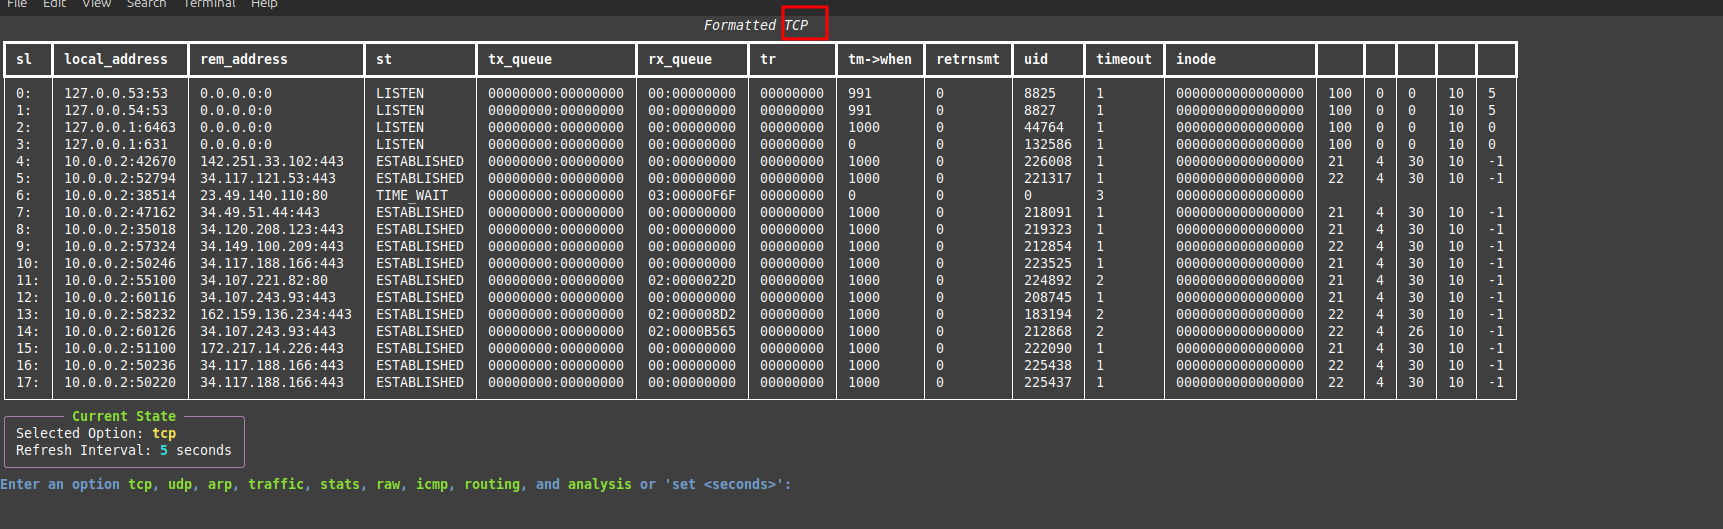 File Edit View Search Terminal Help
Formatted TCP
sl local_address rem_address st tx_queue rx_queue tr tm->when retrnsmt uid timeout inode
0: 127.0.0.53:53 0.0.0.0:0 LISTEN 00000000:00000000 00:00000000 00000000 991 0 8825 1 0000000000000000 100 0 0 10 5
1: 127.0.0.54:53 0.0.0.0:0 LISTEN 00000000:00000000 00:00000000 00000000 991 0 8827 1 0000000000000000 100 0 0 10 5
2: 127.0.0.1:6463 0.0.0.0:0 LISTEN 00000000:00000000 00:00000000 00000000 1000 0 44764 1 0000000000000000 100 0 0 10 0
3: 127.0.0.1:631 0.0.0.0:0 LISTEN 00000000:00000000 00:00000000 00000000 0 0 132586 1 0000000000000000 100 0 0 10 0
4: 10.0.0.2:42670 142.251.33.102:443 ESTABLISHED 00000000:00000000 00:00000000 00000000 1000 0 226008 1 0000000000000000 21 4 30 10 -1
5: 10.0.0.2:52794 34.117.121.53:443 ESTABLISHED 00000000:00000000 00:00000000 00000000 1000 0 221317 1 0000000000000000 22 4 30 10 -1
6: 10.0.0.2:38514 23.49.140.110:80 TIME_WAIT 00000000:00000000 03:00000F6F 00000000 0 0 0 3 0000000000000000
7: 10.0.0.2:47162 34.49.51.44:443 ESTABLISHED 00000000:00000000 00:00000000 00000000 1000 0 218091 1 0000000000000000 21 4 30 10 -1
8: 10.0.0.2:35018 34.120.208.123:443 ESTABLISHED 00000000:00000000 00:00000000 00000000 1000 0 219323 1 0000000000000000 21 4 30 10 -1
9: 10.0.0.2:57324 34.149.100.209:443 ESTABLISHED 00000000:00000000 00:00000000 00000000 1000 0 212854 1 0000000000000000 22 4 30 10 -1
10: 10.0.0.2:50246 34.117.188.166:443 ESTABLISHED 00000000:00000000 00:00000000 00000000 1000 0 223525 1 0000000000000000 21 4 30 10 -1
11: 10.0.0.2:55100 34.107.221.82:80 ESTABLISHED 00000000:00000000 02:0000022D 00000000 1000 0 224892 2 0000000000000000 21 4 30 10 -1
12: 10.0.0.2:60116 34.107.243.93:443 ESTABLISHED 00000000:00000000 00:00000000 00000000 1000 0 208745 1 0000000000000000 21 4 30 10 -1
13: 10.0.0.2:58232 162.159.136.234:443 ESTABLISHED 00000000:00000000 02:000008D2 00000000 1000 0 183194 2 0000000000000000 22 4 30 10 -1
14: 10.0.0.2:60126 34.107.243.93:443 ESTABLISHED 00000000:00000000 02:0000B565 00000000 1000 0 212868 2 0000000000000000 22 4 26 10 -1
15: 10.0.0.2:51100 172.217.14.226:443 ESTABLISHED 00000000:00000000 00:00000000 00000000 1000 0 222090 1 0000000000000000 21 4 30 10 -1
16: 10.0.0.2:50236 34.117.188.166:443 ESTABLISHED 00000000:00000000 00:00000000 00000000 1000 0 225438 1 0000000000000000 22 4 30 10 -1
17: 10.0.0.2:50220 34.117.188.166:443 ESTABLISHED 00000000:00000000 00:00000000 00000000 1000 0 225437 1 0000000000000000 22 4 30 10 -1
Current State
Selected Option: tcp
Refresh Interval: 5 seconds
Enter an option tcp, udp, arp, traffic, stats, raw, icmp, routing, and analysis or 'set <seconds>':